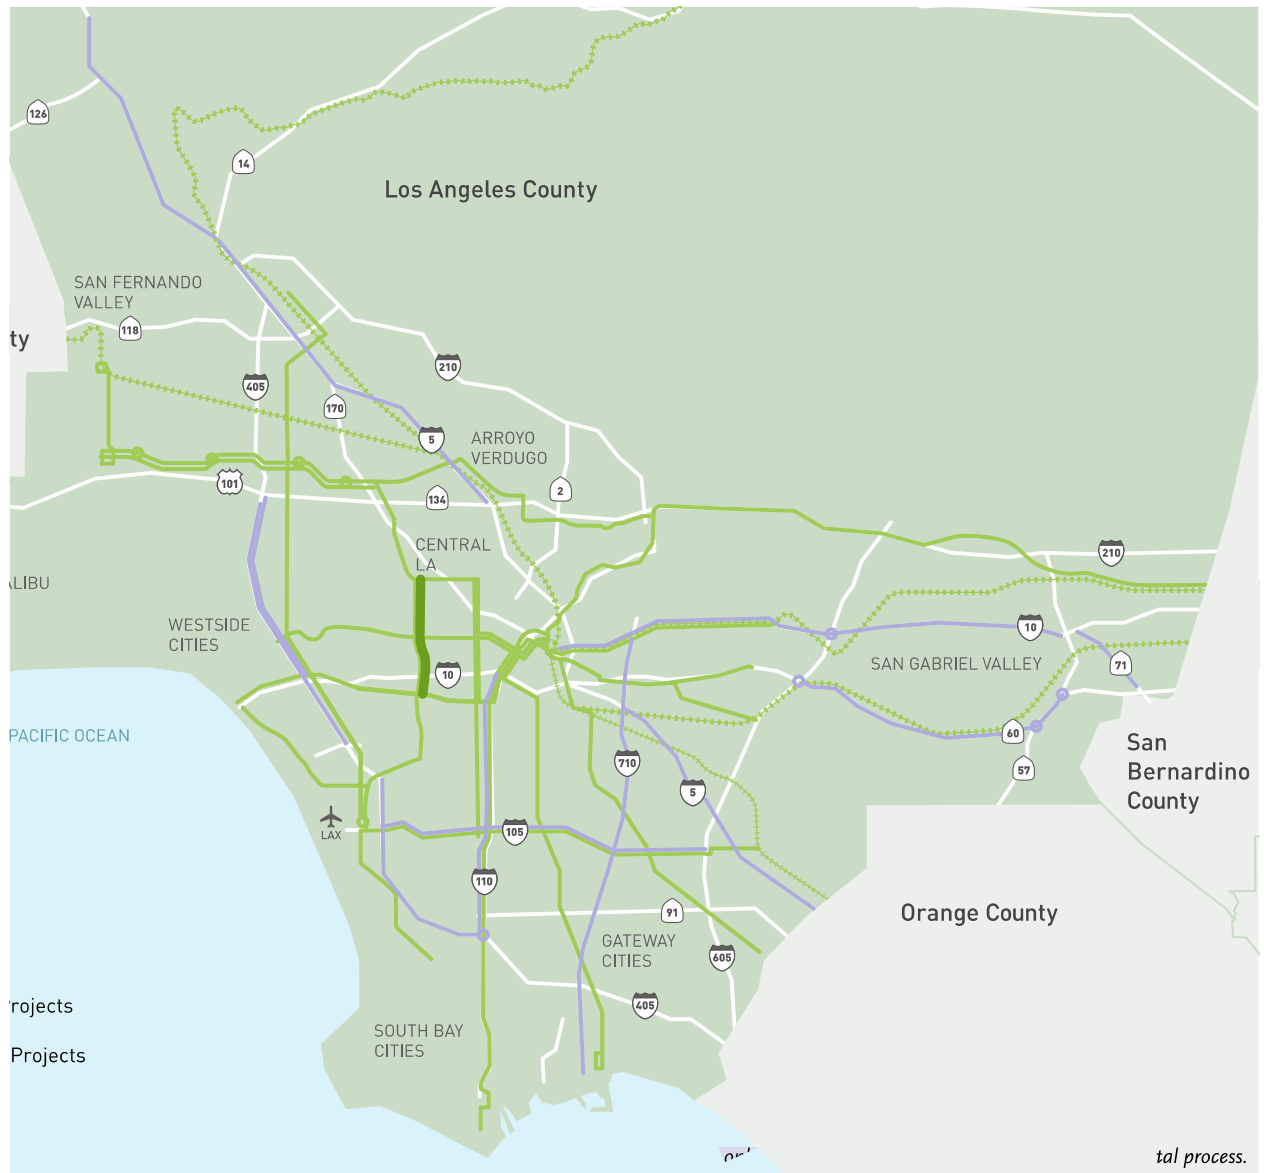 126
14
Los Angeles County
SAN FERNANDO
VALLEY
118
ty
210
405
170
5
ARROYO
VERDUGO
101
134
2
CENTRAL
LA
210
ALIBU
WESTSIDE
CITIES
10
10
SAN GABRIEL VALLEY
71
PACIFIC OCEAN
60
San
Bernardino
County
710
57
5
LAX
105
110
91
Orange County
GATEWAY
CITIES
605
rojects
405
SOUTH BAY
CITIES
Projects
tal process.